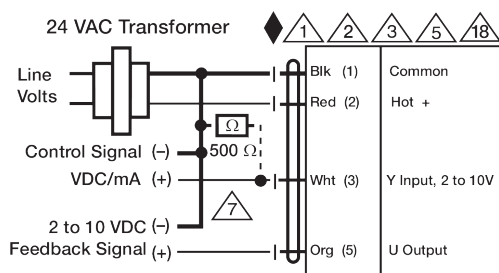 24 VAC Transformer
1 2 3 5 18
Line
Volts
Blk (1) Common
Red (2) Hot +
Ω
500 Ω
Control Signal (–)
VDC/mA (+)
Wht (3) Y Input, 2 to 10V
7
2 to 10 VDC (–)
Feedback Signal (+)
Org (5) U Output